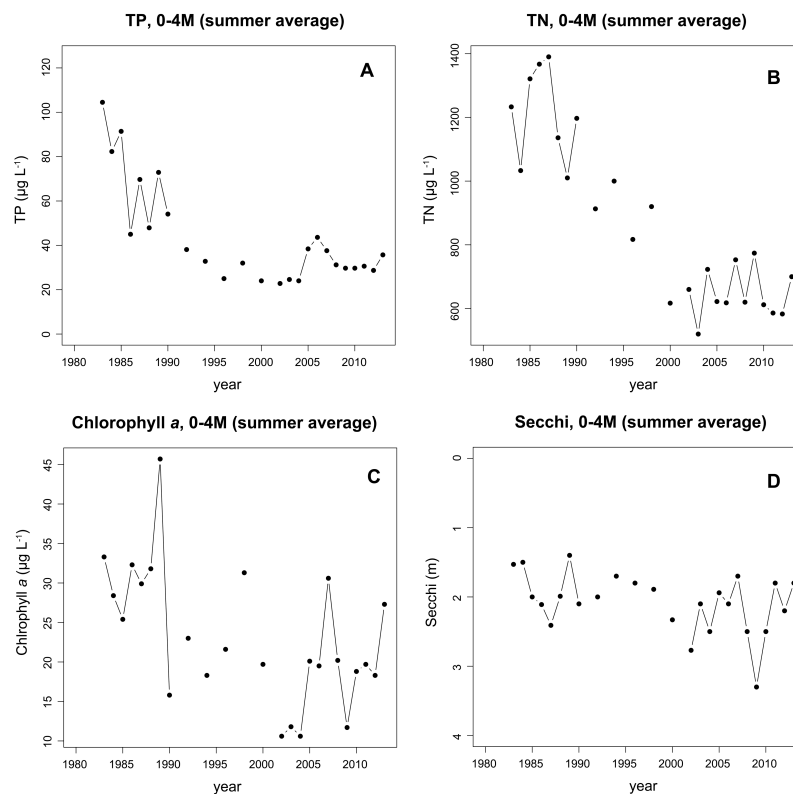 TP, 0-4M (summer average)
A
TP (µg L-1)
120
100
80
60
40
20
0
1980 1985 1990 1995 2000 2005 2010
year
TN, 0-4M (summer average)
B
TN (µg L-1)
1400
1200
1000
800
600
1980 1985 1990 1995 2000 2005 2010
year
Chlorophyll a, 0-4M (summer average)
C
Chlorophyll a (µg L-1)
45
40
35
30
25
20
15
10
1980 1985 1990 1995 2000 2005 2010
year
Secchi, 0-4M (summer average)
D
Secchi (m)
0
1
2
3
4
1980 1985 1990 1995 2000 2005 2010
year